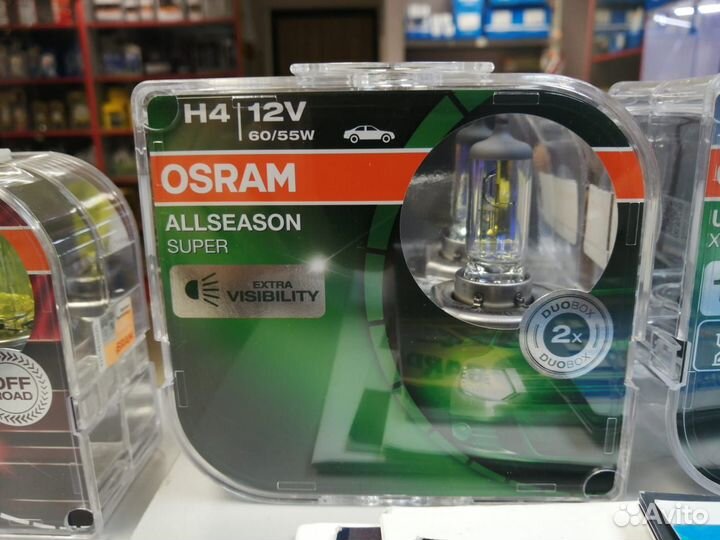 H4 12V
60/55W
OSRAM
ALLSEASON
SUPER
EXTRA
VISIBILITY
DUOBOX
2x
DUOBOX
OFF
ROAD
Avito